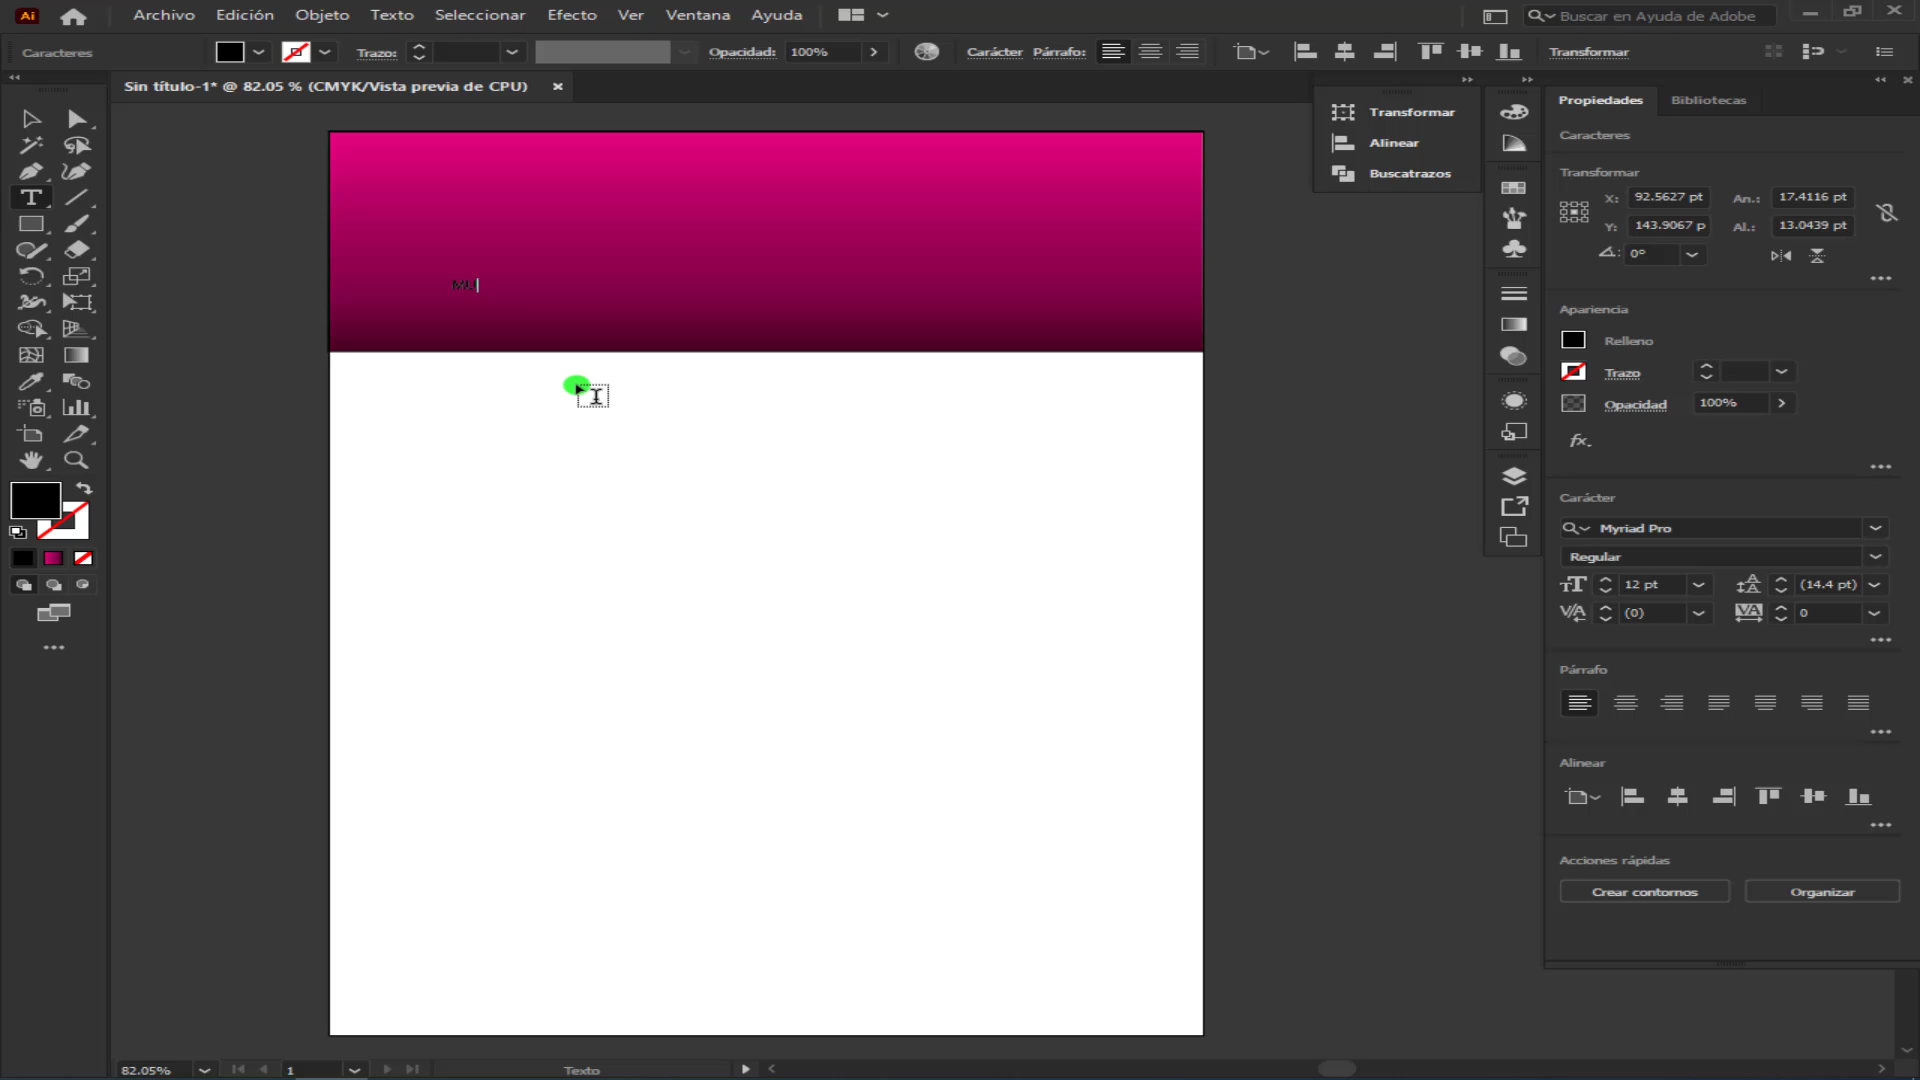 Ai Archivo Edición Objeto Texto Seleccionar Efecto Ver Ventana Ayuda Buscar en Ayuda de Adobe
Caracteres Trazo: Opacidad: 100% Carácter Párrafo: Transformar
Sin título-1* @ 82.05 % (CMYK/Vista previa de CPU)
Transformar
Alinear
Buscatrazos
Propiedades Bibliotecas
Caracteres
Transformar
X: 92.5627 pt An.: 17.4116 pt
Y: 143.9067 p Al.: 13.0439 pt
0°
Apariencia
Relleno
Trazo
Opacidad 100%
fx.
Carácter
Myriad Pro
Regular
12 pt (14.4 pt)
(0) 0
Párrafo
Alinear
Acciones rápidas
Crear contornos Organizar
MU
82.05% 1 Texto